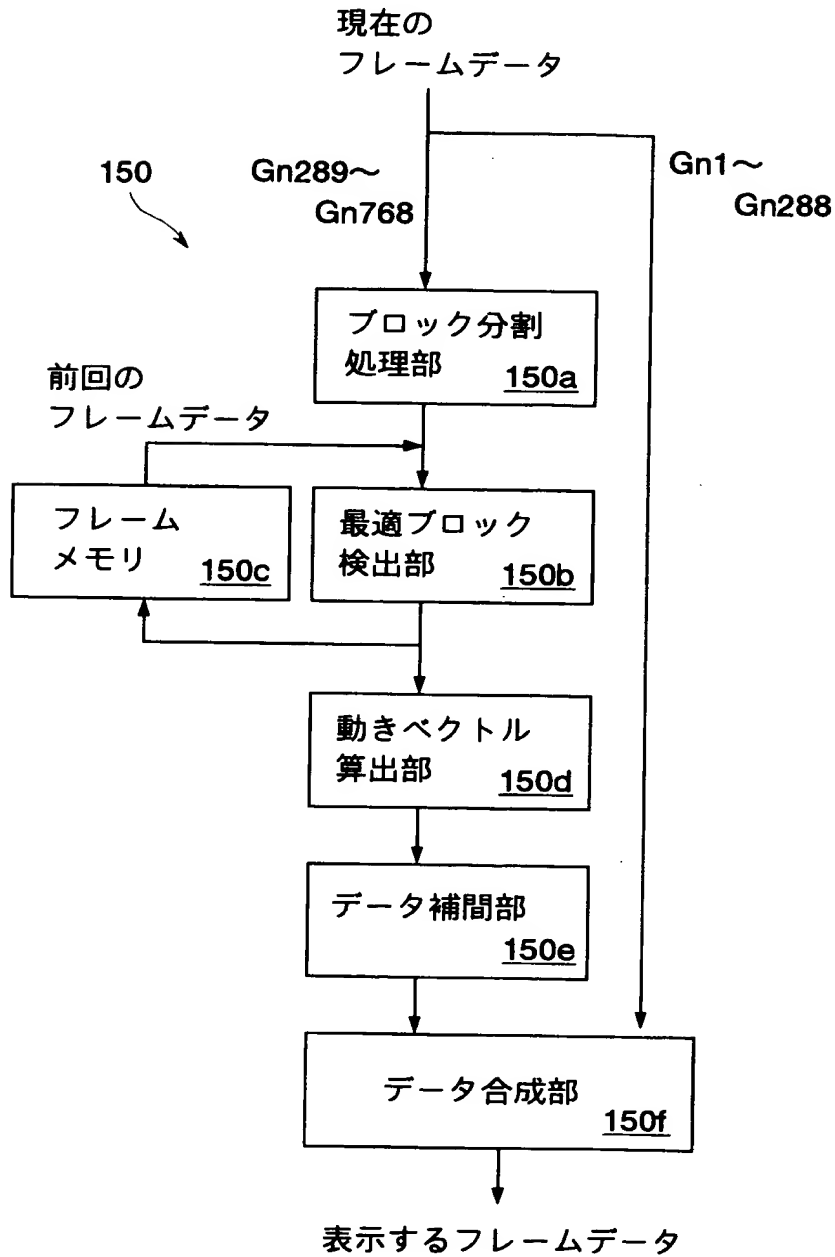 現在の
フレームデータ
150
Gn289～
Gn768
Gn1～
Gn288
ブロック分割
処理部 150a
前回の
フレームデータ
フレーム
メモリ 150c
最適ブロック
検出部 150b
動きベクトル
算出部 150d
データ補間部
150e
データ合成部
150f
表示するフレームデータ